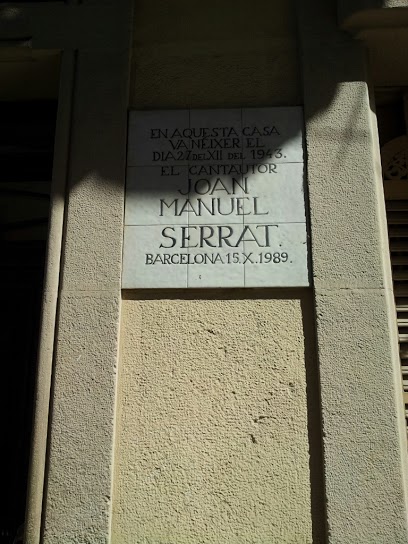 EN AQUESTA CASA
VA NÉIXER EL
DIA 27 DEL XII DEL 1943.
EL CANTAUTOR
JOAN
MANUEL
SERRAT.
BARCELONA 15.X.1989.